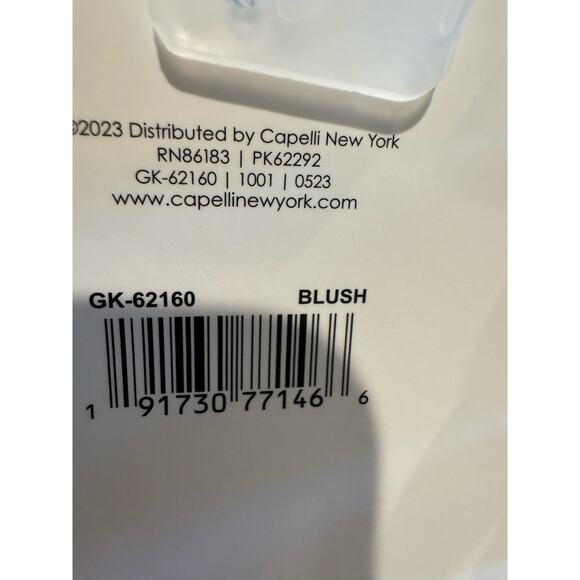 ©2023 Distributed by Capelli New York
RN86183 | PK62292
GK-62160 | 1001 | 0523
www.capellinewyork.com
GK-62160 BLUSH
1 91730 77146 6